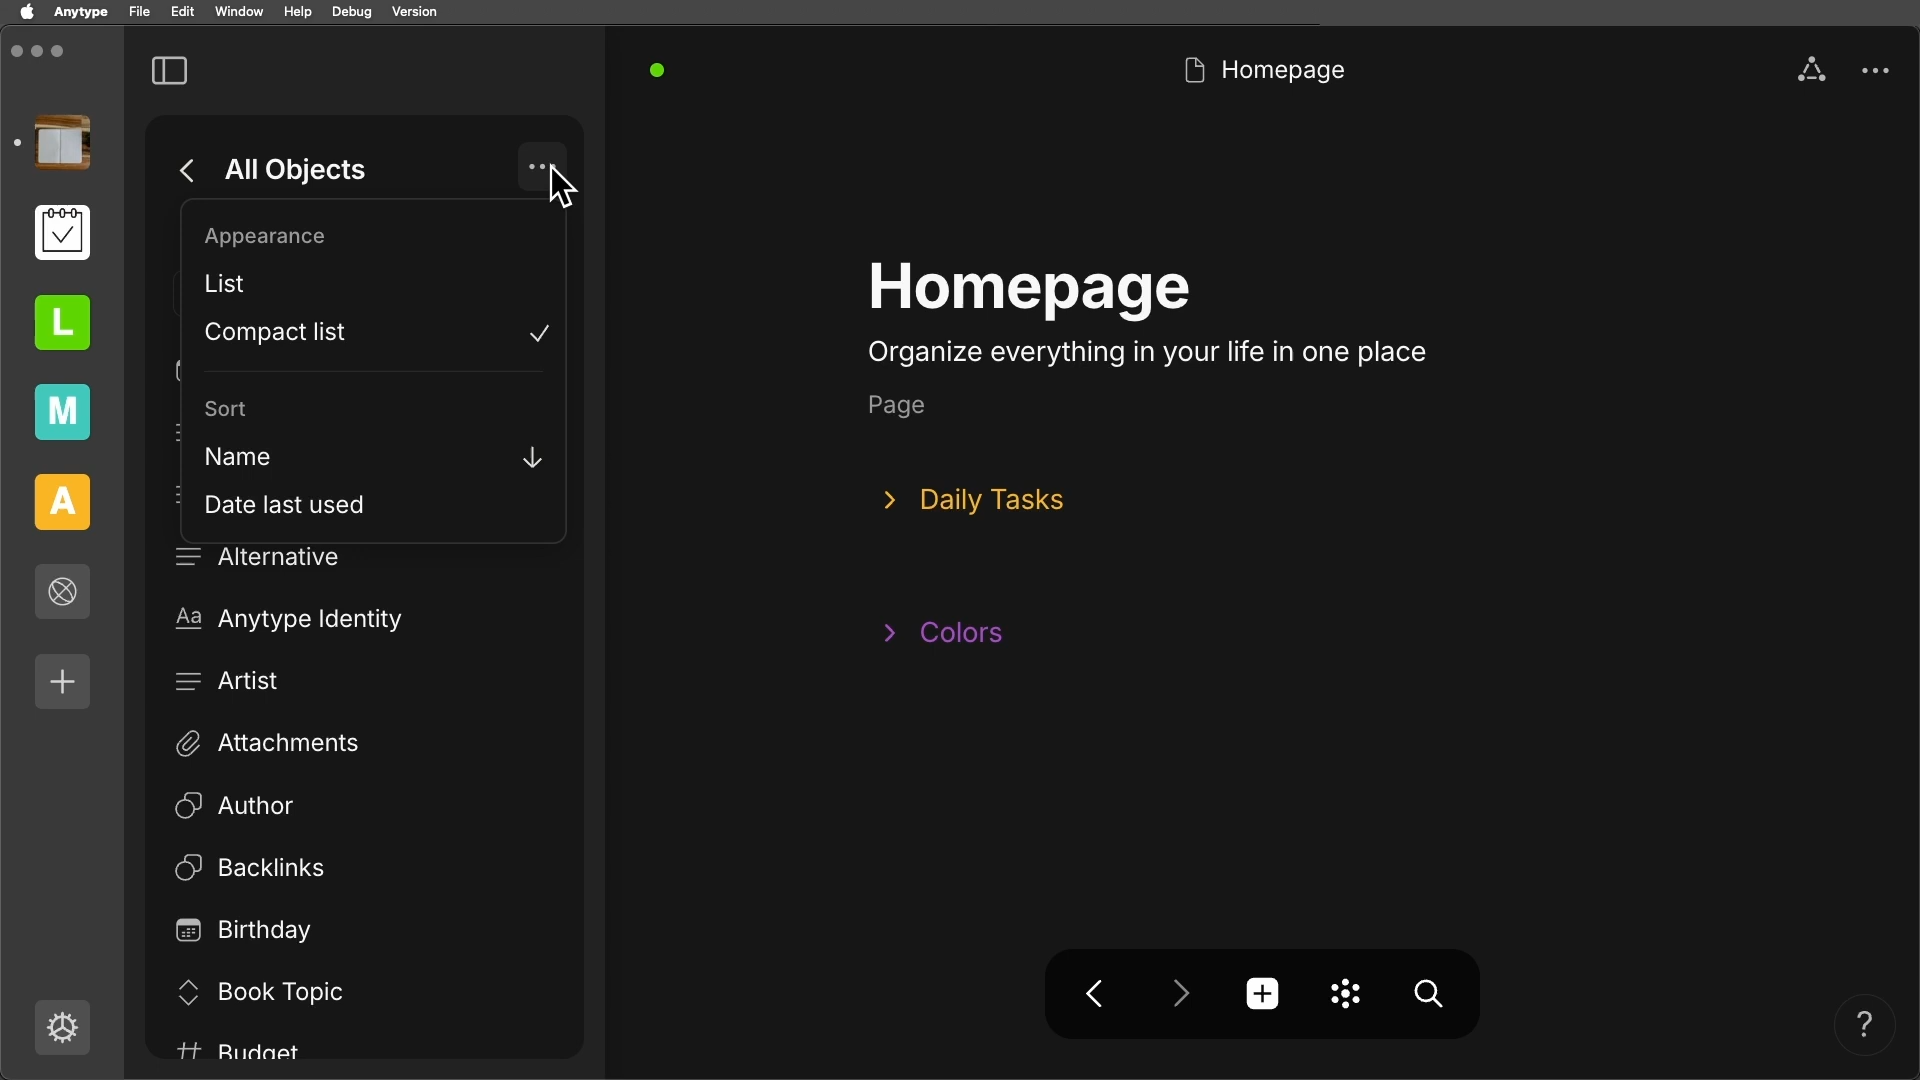 Anytype File Edit Window Help Debug Version
Homepage
All Objects
Appearance
List
Compact list
Sort
Name
Date last used
Alternative
Aa Anytype Identity
Artist
Attachments
Author
Backlinks
Birthday
Book Topic
Budget
L
M
A
Homepage
Organize everything in your life in one place
Page
Daily Tasks
Colors
?